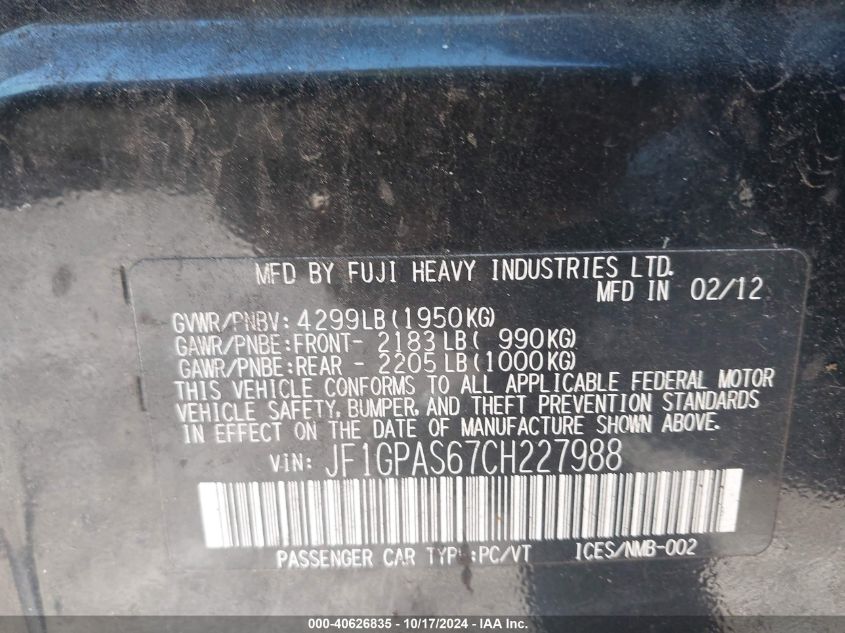 MFD BY FUJI HEAVY INDUSTRIES LTD.
MFD IN 02/12
GVWR/PNBV: 4299LB(1950KG)
GAWR/PNBE:FRONT- 2183LB( 990KG)
GAWR/PNBE:REAR - 2205LB(1000KG)
THIS VEHICLE CONFORMS TO ALL APPLICABLE FEDERAL MOTOR
VEHICLE SAFETY, BUMPER, AND THEFT PREVENTION STANDARDS
IN EFFECT ON THE DATE OF MANUFACTURE SHOWN ABOVE.
VIN: JF1GPAS67CH227988
PASSENGER CAR TYPE:PC/VT ICES/NMB-002
000-40626835 - 10/17/2024 - IAA Inc.